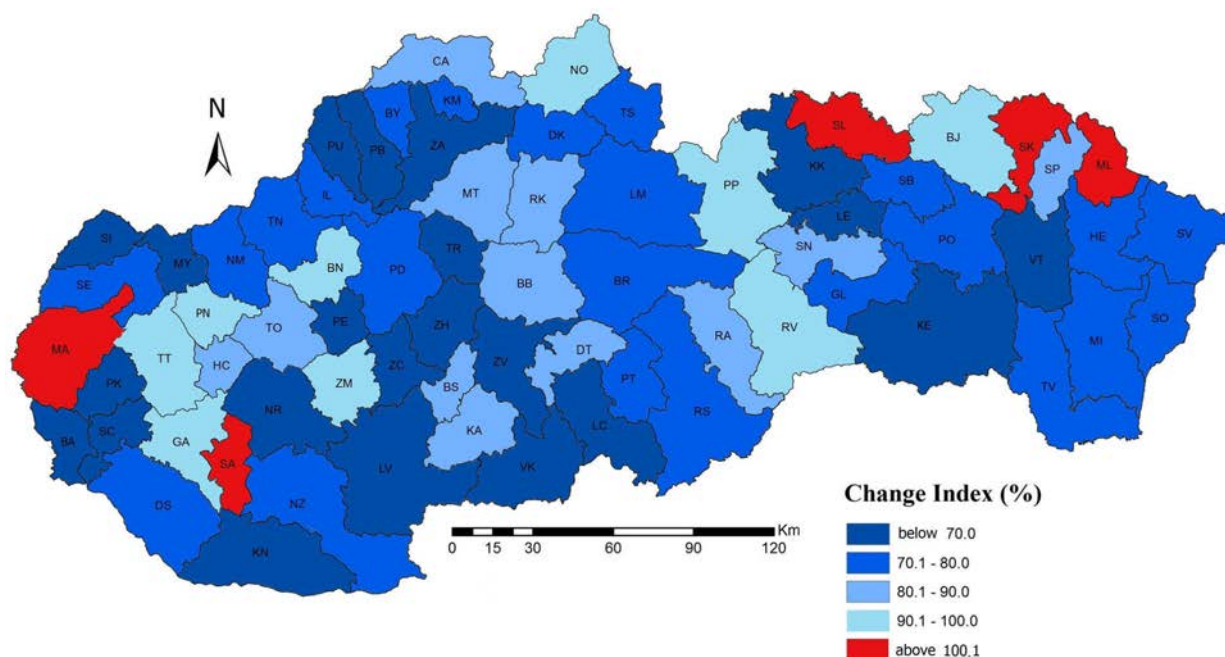 CA
NO
N
BY
KM
TS
PU
PB
ZA
DK
SL
BJ
SK
ML
SP
KK
MT
RK
LM
PP
SB
IL
LE
TN
SN
PO
HE
SV
SI
MY
NM
BN
PD
TR
VT
SE
BB
BR
GL
PN
TO
PE
ZH
KE
SO
MA
RA
RV
DT
MI
TT
HC
ZM
ZC
ZV
PK
BS
PT
TV
NR
RS
KA
BA
SC
GA
LC
SA
LV
VK
DS
NZ
KN
Km
0 15 30 60 90 120
Change Index (%)
below 70.0
70.1 - 80.0
80.1 - 90.0
90.1 - 100.0
above 100.1